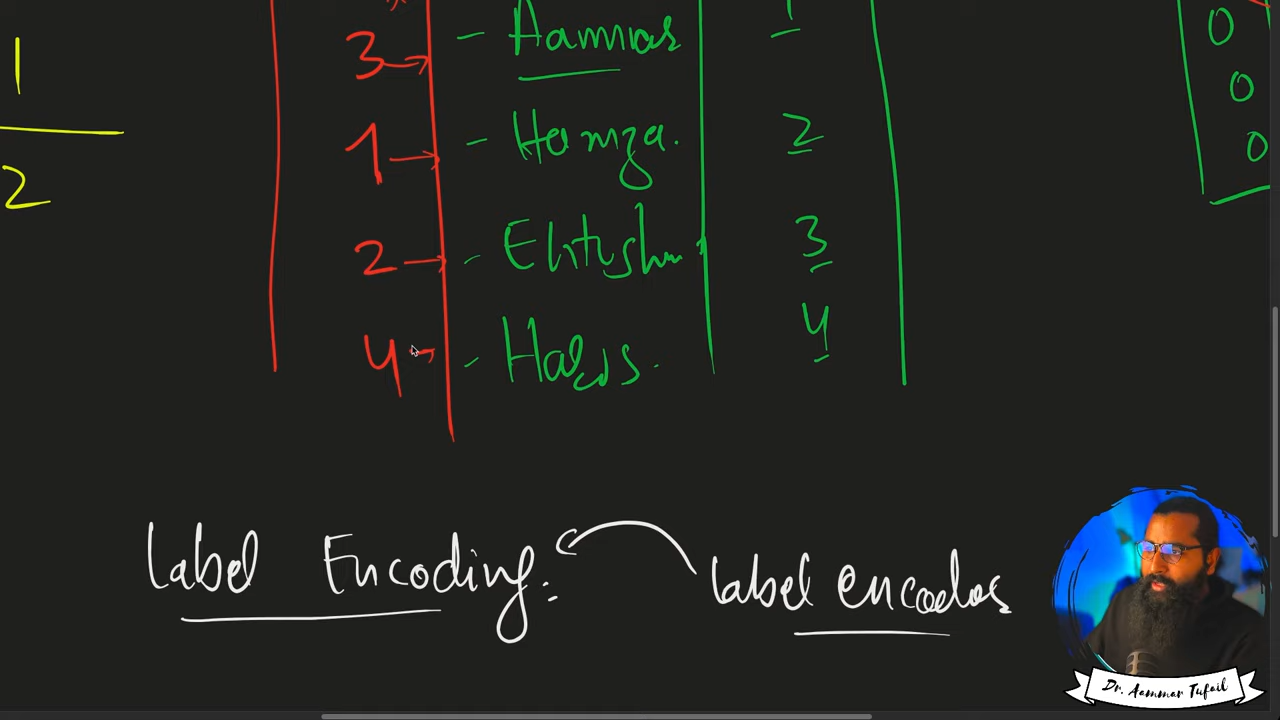 1
3 → - Aammar 1
0
0
1 → - Hamza. 2
0
2
2 → - Ehtisham 3
4 → - Haris. 4
Label Encoding:
label encoder
Dr. Aammar Tufail